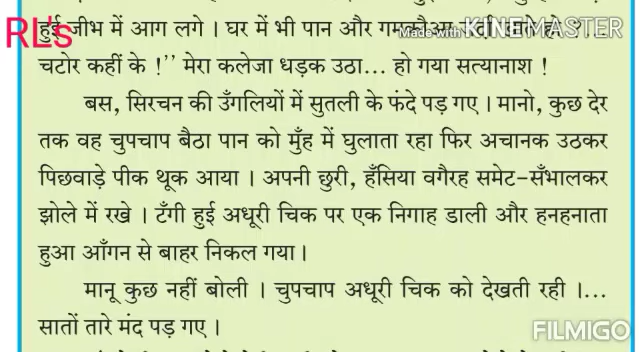 RL's
हुई जीभ में आग लगे । घर में भी पान और
Made with KINEMASTER
चटोर कहीं के !'' मेरा कलेजा धड़क उठा... हो गया सत्यानाश !
बस, सिरचन की उँगलियों में सुतली के फंदे पड़ गए । मानो, कुछ देर
तक वह चुपचाप बैठा पान को मुँह में घुलाता रहा फिर अचानक उठकर
पिछवाड़े पीक थूक आया । अपनी छुरी, हँसिया वगैरह समेट-सँभालकर
झोले में रखे । टँगी हुई अधूरी चिक पर एक निगाह डाली और हनहनाता
हुआ आँगन से बाहर निकल गया ।
मानू कुछ नहीं बोली । चुपचाप अधूरी चिक को देखती रही ।...
सातों तारे मंद पड़ गए ।
FILMIGO